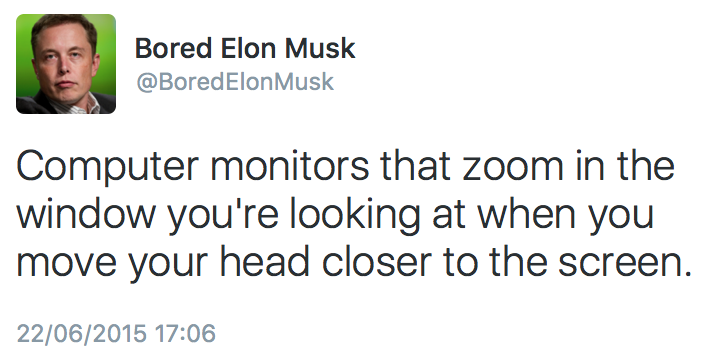 Bored Elon Musk
@BoredElonMusk
Computer monitors that zoom in the
window you're looking at when you
move your head closer to the screen.
22/06/2015 17:06